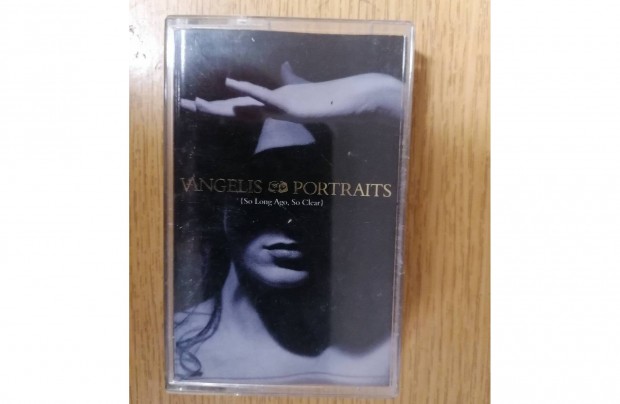 VANGELIS PORTRAITS
{So Long Ago, So Clear}